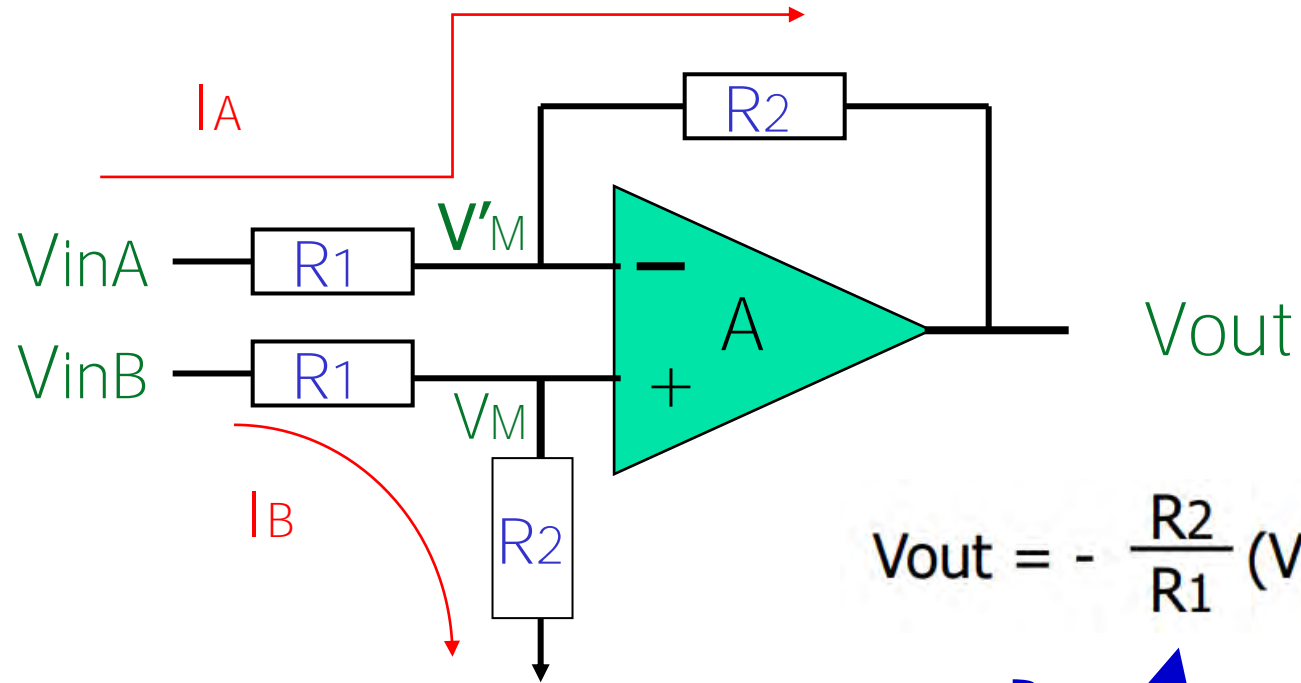 IA
R2
V'M
VinA R1 −
A
Vout
VinB R1 +
VM
IB
R2
Vout = - R2/R1 (V